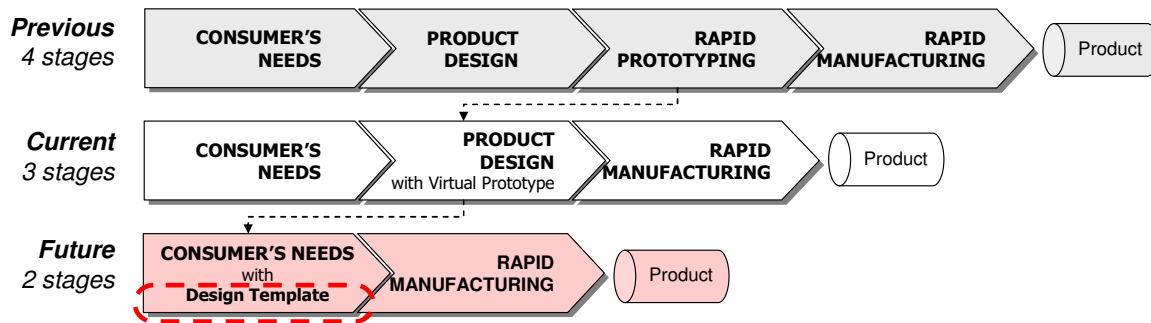 Previous
4 stages
CONSUMER'S
NEEDS
PRODUCT
DESIGN
RAPID
PROTOTYPING
RAPID
MANUFACTURING
Product
Current
3 stages
CONSUMER'S
NEEDS
PRODUCT
DESIGN
with Virtual Prototype
RAPID
MANUFACTURING
Product
Future
2 stages
CONSUMER'S NEEDS
with
Design Template
RAPID
MANUFACTURING
Product